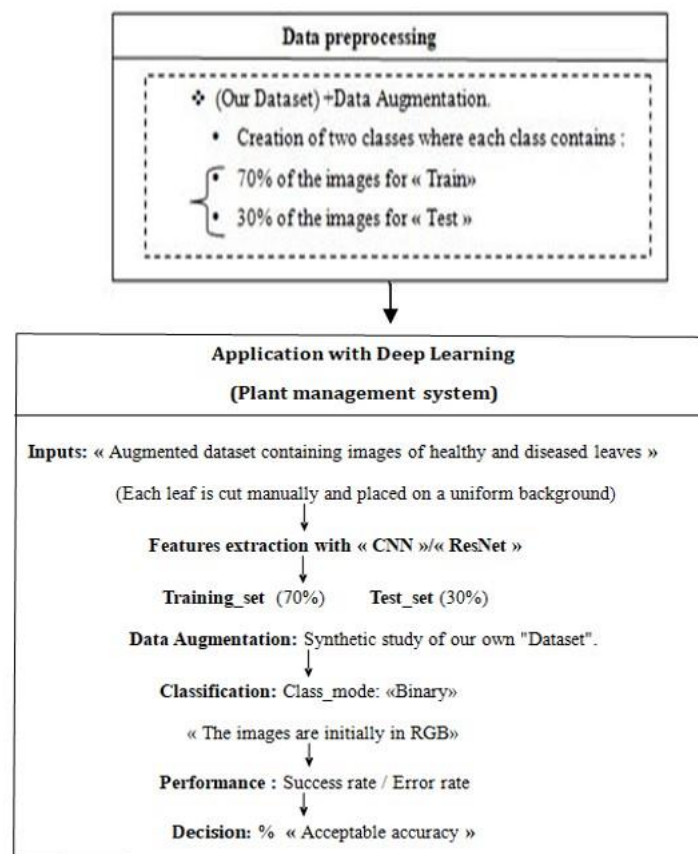 Data preprocessing
❖ (Our Dataset) +Data Augmentation.
• Creation of two classes where each class contains :
• 70% of the images for « Train»
• 30% of the images for « Test »
Application with Deep Learning
(Plant management system)
Inputs: « Augmented dataset containing images of healthy and diseased leaves »
(Each leaf is cut manually and placed on a uniform background)
Features extraction with « CNN »/« ResNet »
Training_set (70%) Test_set (30%)
Data Augmentation: Synthetic study of our own "Dataset".
Classification: Class_mode: «Binary»
« The images are initially in RGB»
Performance : Success rate / Error rate
Decision: % « Acceptable accuracy »